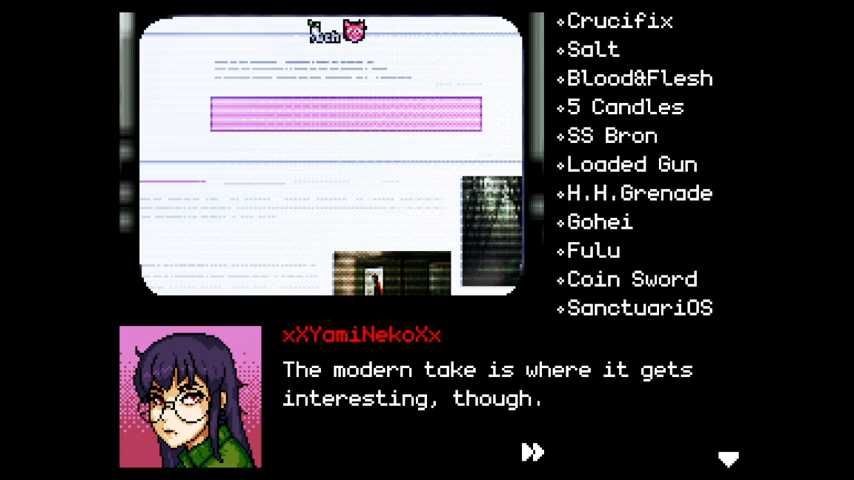 Crucifix
Salt
Blood&Flesh
5 Candles
SS Bron
Loaded Gun
H.H.Grenade
Gohei
Fulu
Coin Sword
SanctuariOS
xXYamiNekoXx
The modern take is where it gets
interesting, though.